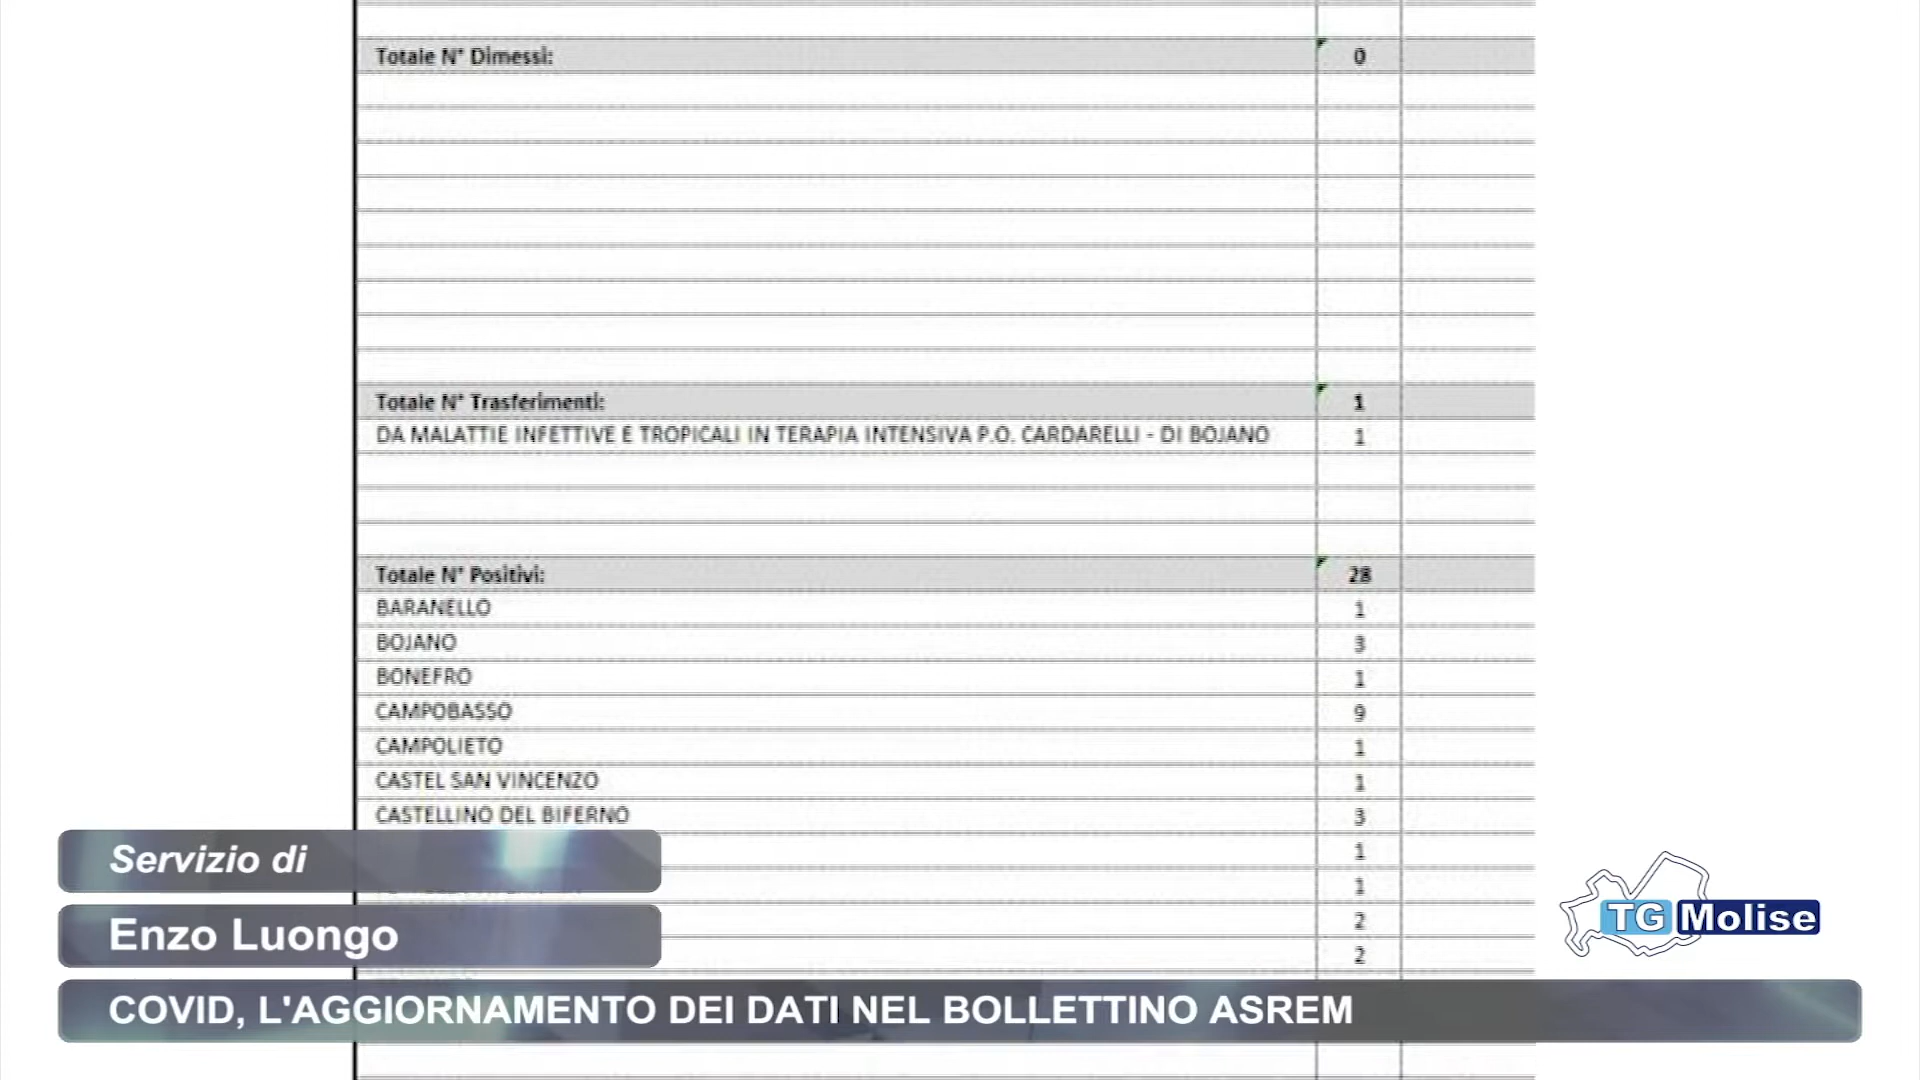 Totale N° Dimessi: 0
Totale N° Trasferimenti: 1
DA MALATTIE INFETTIVE E TROPICALI IN TERAPIA INTENSIVA P.O. CARDARELLI - DI BOJANO 1
Totale N° Positivi: 28
BARANELLO 1
BOJANO 3
BONEFRO 1
CAMPOBASSO 9
CAMPOLIETO 1
CASTEL SAN VINCENZO 1
CASTELLINO DEL BIFERNO 3
1
1
2
2
Servizio di
Enzo Luongo
TG Molise
COVID, L'AGGIORNAMENTO DEI DATI NEL BOLLETTINO ASREM